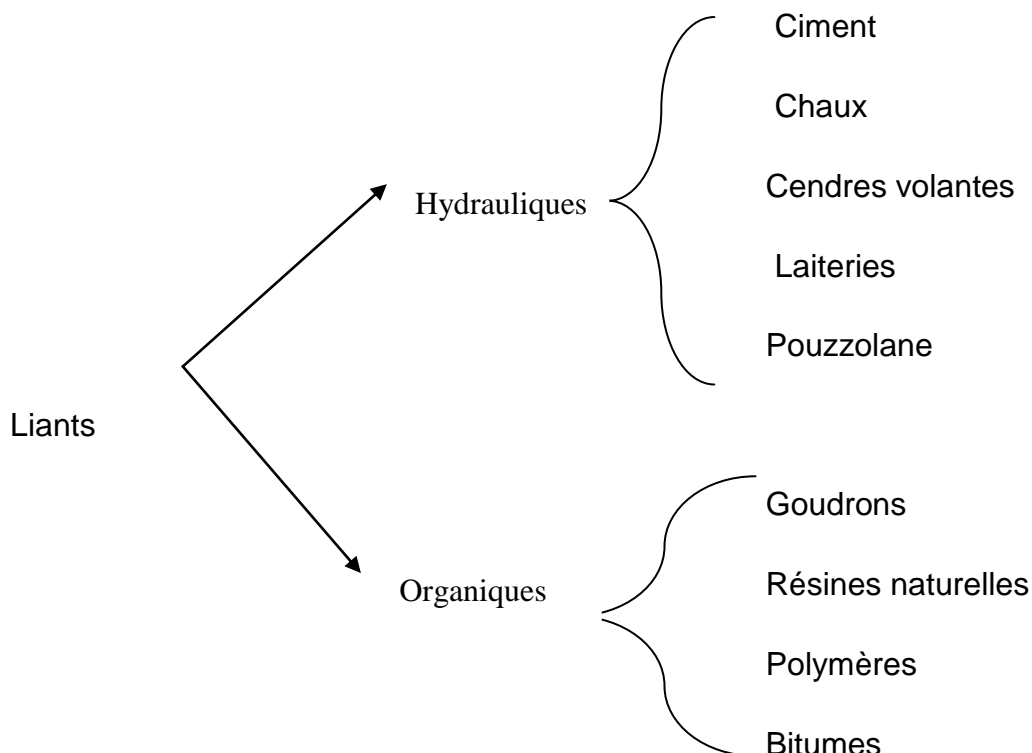 Liants
Hydrauliques
Ciment
Chaux
Cendres volantes
Laiteries
Pouzzolane
Organiques
Goudrons
Résines naturelles
Polymères
Bitumes